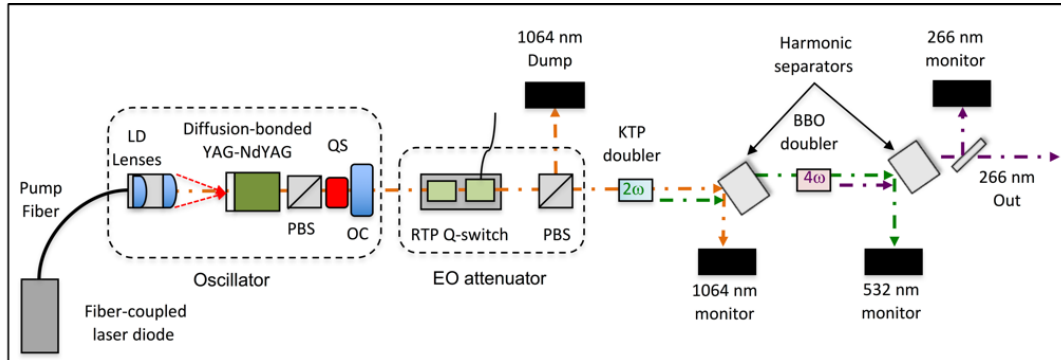 1064 nm
Dump
Harmonic
separators
266 nm
monitor
LD
Lenses
Diffusion-bonded
YAG-NdYAG
QS
KTP
doubler
BBO
doubler
Pump
Fiber
2ω
4ω
266 nm
Out
PBS
OC
RTP Q-switch
PBS
Oscillator
EO attenuator
1064 nm
monitor
532 nm
monitor
Fiber-coupled
laser diode